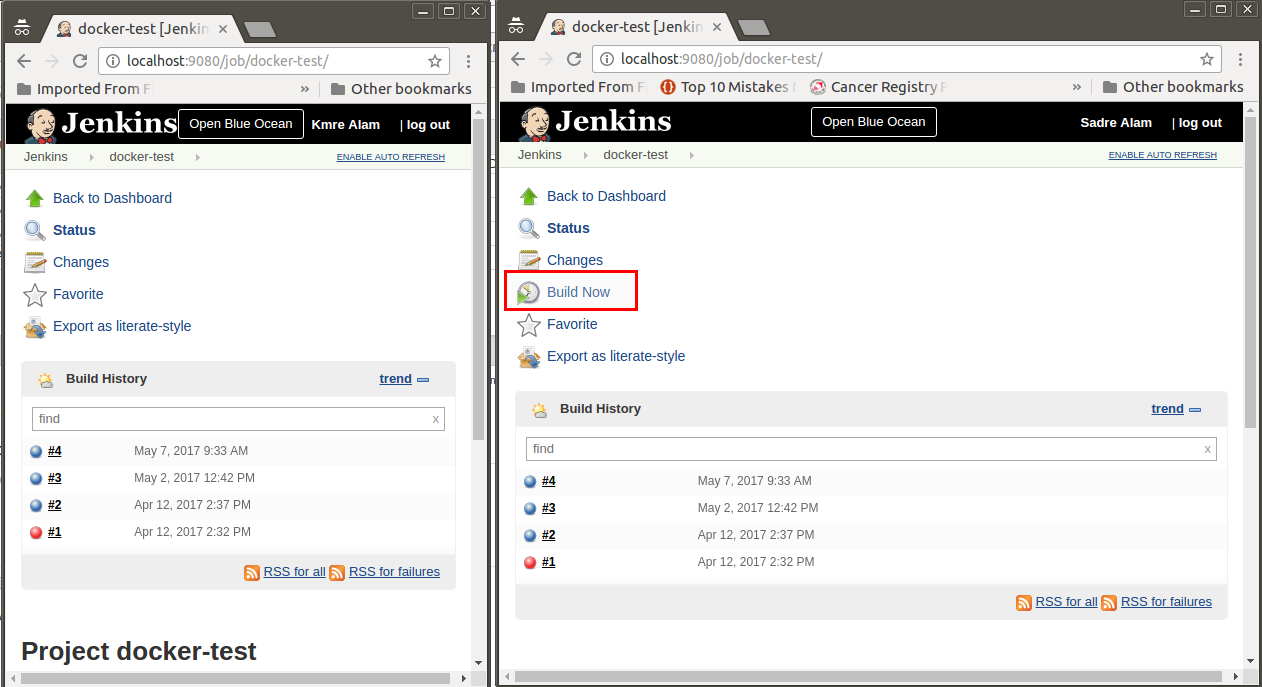 docker-test [Jenkin
localhost:9080/job/docker-test/
Imported From F
» Other bookmarks
Jenkins Open Blue Ocean Kmre Alam | log out
Jenkins docker-test ENABLE AUTO REFRESH
Back to Dashboard
Status
Changes
Favorite
Export as literate-style
Build History trend
find x
#4 May 7, 2017 9:33 AM
#3 May 2, 2017 12:42 PM
#2 Apr 12, 2017 2:37 PM
#1 Apr 12, 2017 2:32 PM
RSS for all RSS for failures
Project docker-test
docker-test [Jenkin
localhost:9080/job/docker-test/
Imported From F Top 10 Mistakes Cancer Registry F » Other bookmarks
Jenkins Open Blue Ocean Sadre Alam | log out
Jenkins docker-test ENABLE AUTO REFRESH
Back to Dashboard
Status
Changes
Build Now
Favorite
Export as literate-style
Build History trend
find x
#4 May 7, 2017 9:33 AM
#3 May 2, 2017 12:42 PM
#2 Apr 12, 2017 2:37 PM
#1 Apr 12, 2017 2:32 PM
RSS for all RSS for failures